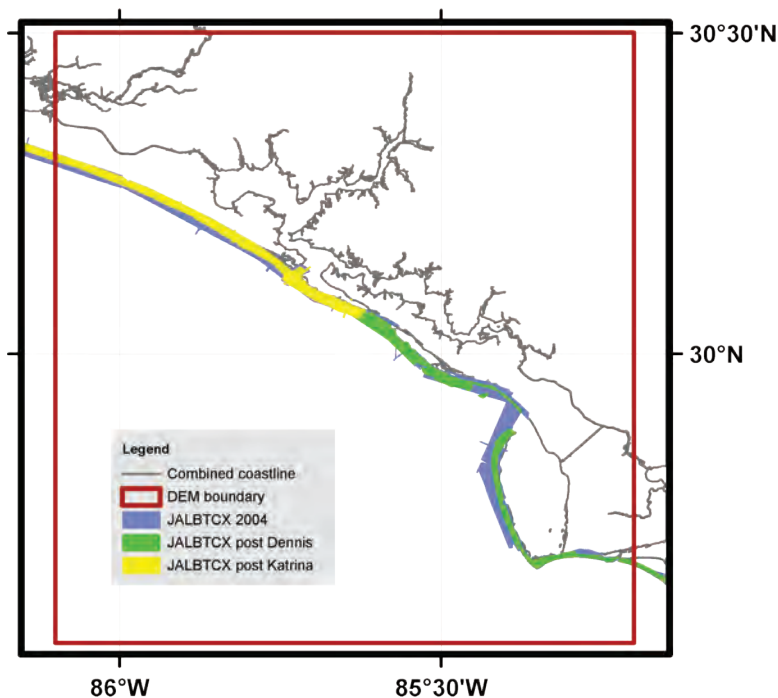 30°30'N
30°N
Legend
Combined coastline
DEM boundary
JALBTCX 2004
JALBTCX post Dennis
JALBTCX post Katrina
86°W
85°30'W